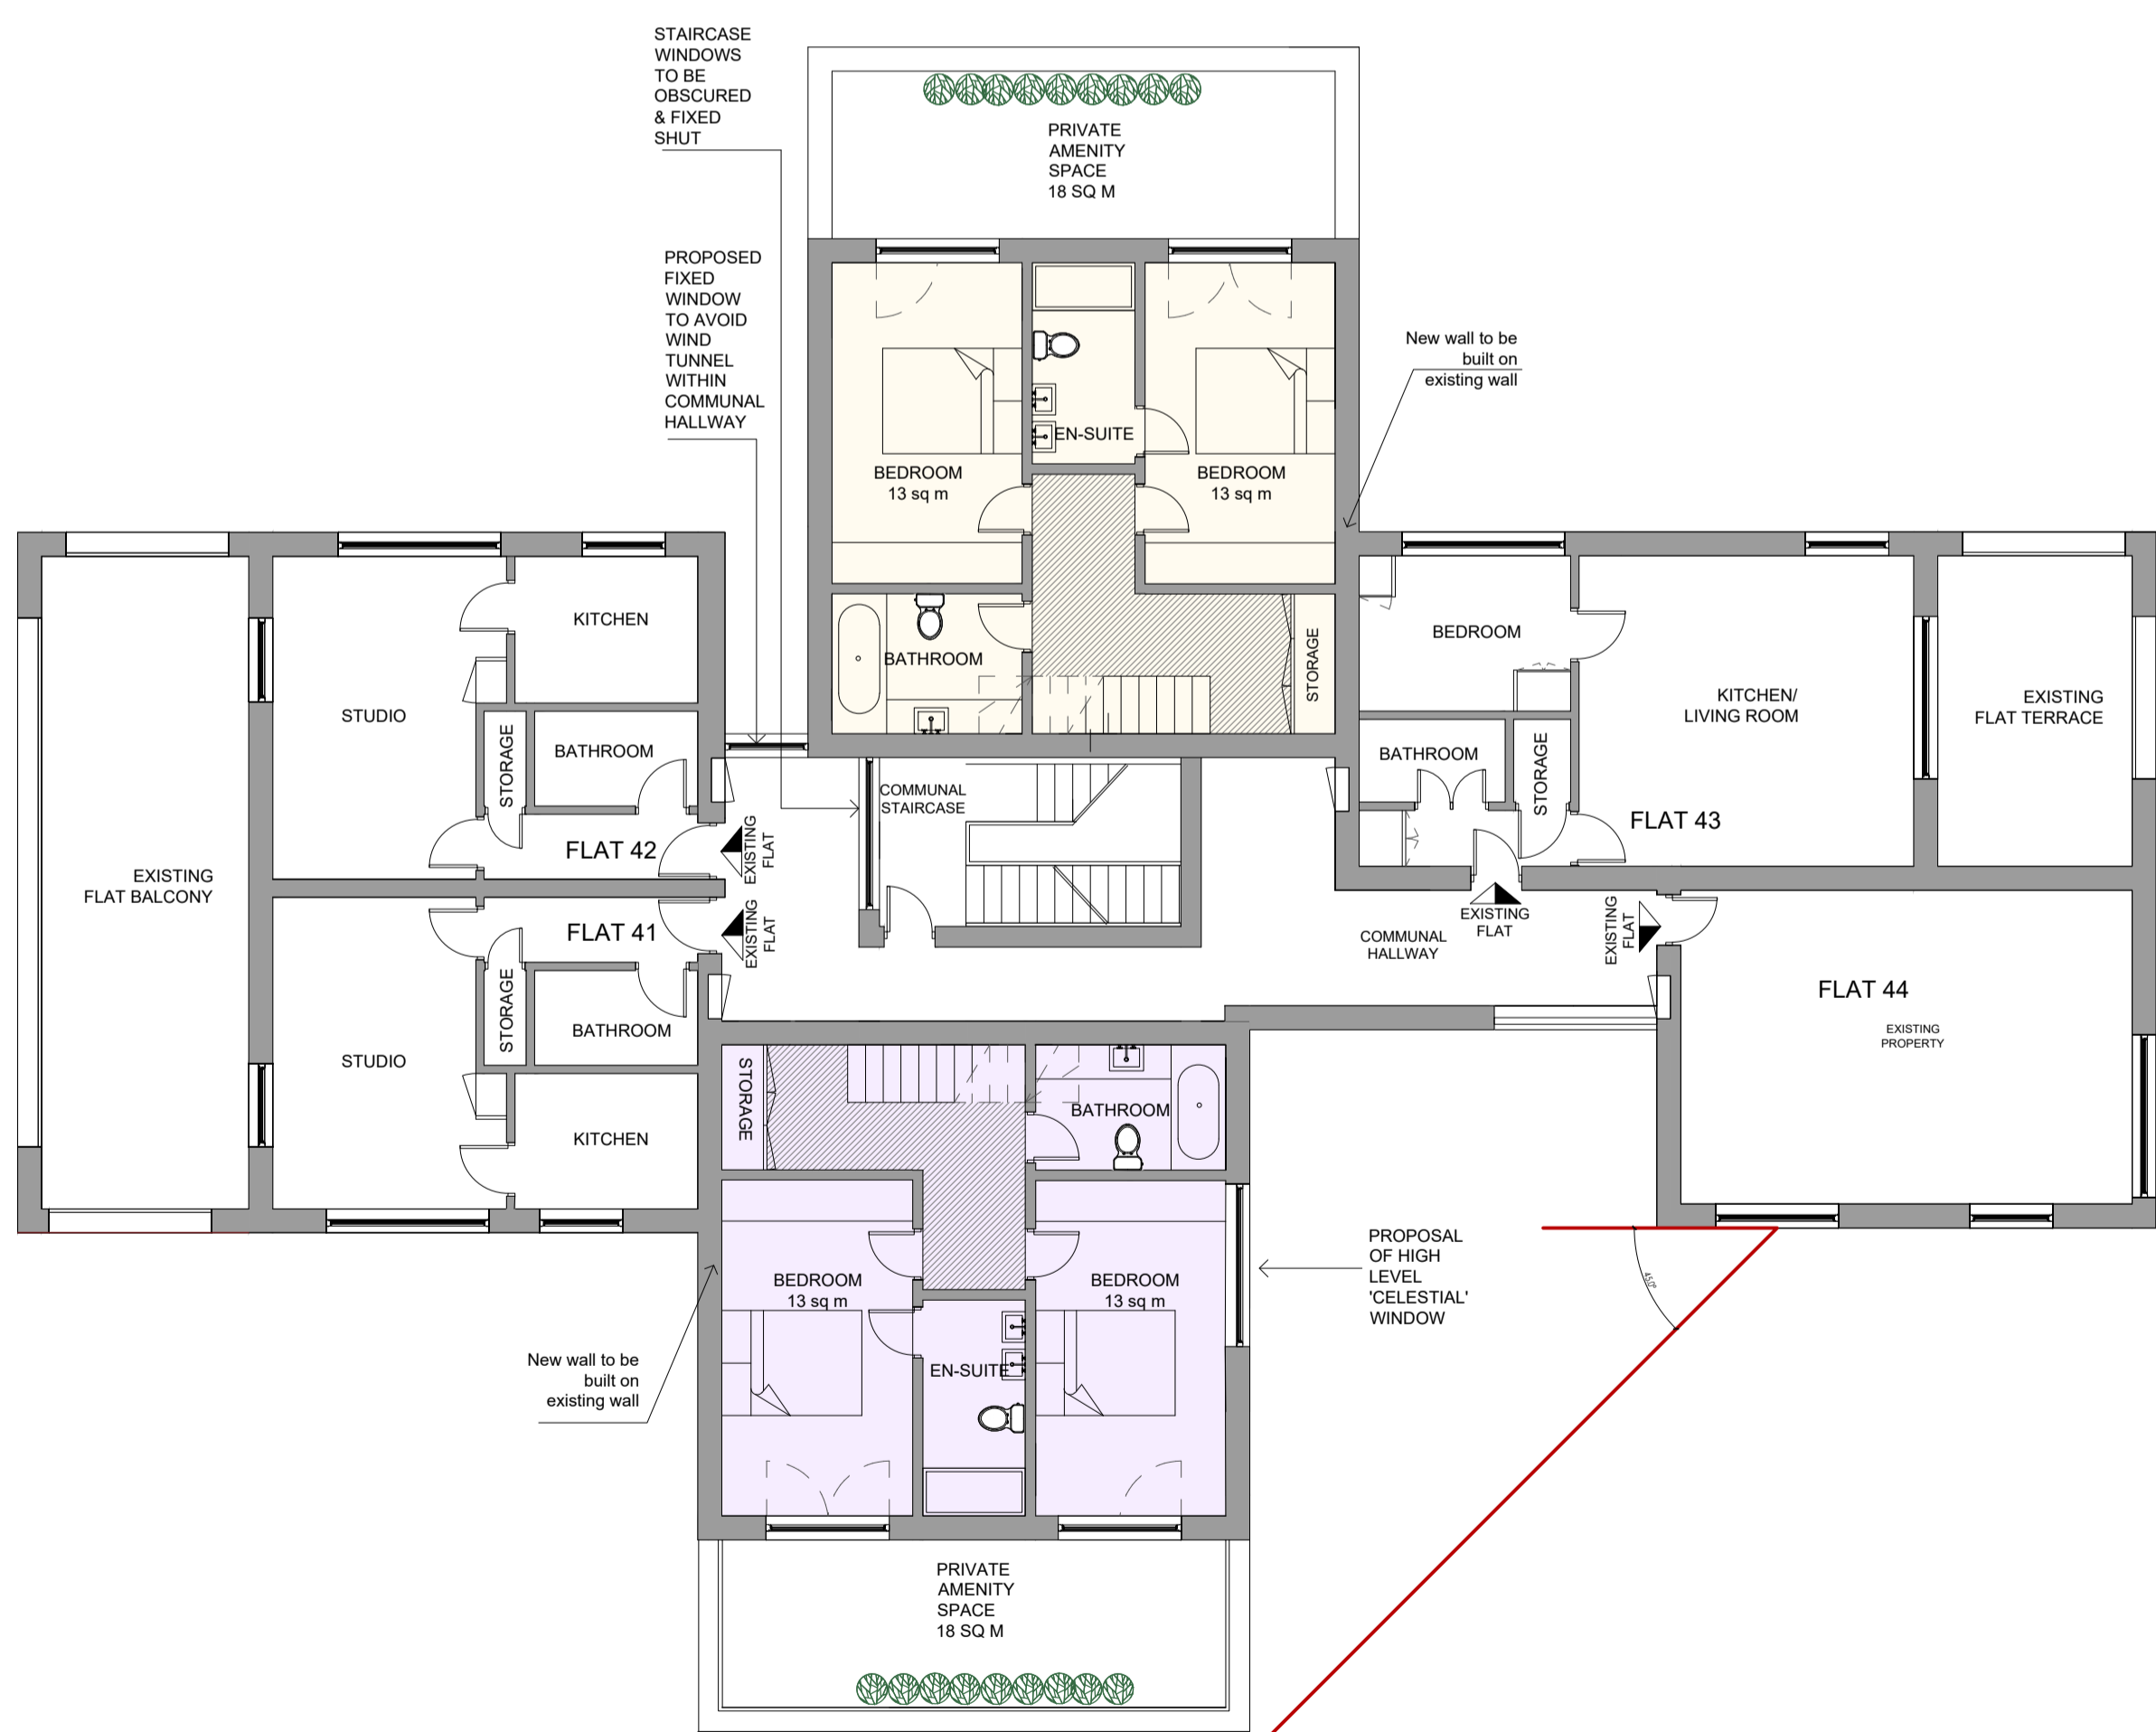 STAIRCASE
WINDOWS
TO BE
OBSCURED
& FIXED
SHUT
PRIVATE
AMENITY
SPACE
18 SQ M
PROPOSED
FIXED
WINDOW
TO AVOID
WIND
TUNNEL
WITHIN
COMMUNAL
HALLWAY
New wall to be
built on
existing wall
EN-SUITE
BEDROOM
13 sq m
BEDROOM
13 sq m
KITCHEN
STUDIO
STORAGE
BATHROOM
BATHROOM
STORAGE
BEDROOM
KITCHEN/
LIVING ROOM
EXISTING
FLAT TERRACE
BATHROOM
STORAGE
FLAT 43
COMMUNAL
STAIRCASE
FLAT 42
EXISTING
FLAT
EXISTING
FLAT BALCONY
FLAT 41
EXISTING
FLAT
EXISTING
FLAT
COMMUNAL
HALLWAY
EXISTING
FLAT
FLAT 44
EXISTING
PROPERTY
STORAGE
BATHROOM
STUDIO
KITCHEN
STORAGE
BATHROOM
BEDROOM
13 sq m
BEDROOM
13 sq m
EN-SUITE
PROPOSAL
OF HIGH
LEVEL
'CELESTIAL'
WINDOW
45.0°
New wall to be
built on
existing wall
PRIVATE
AMENITY
SPACE
18 SQ M